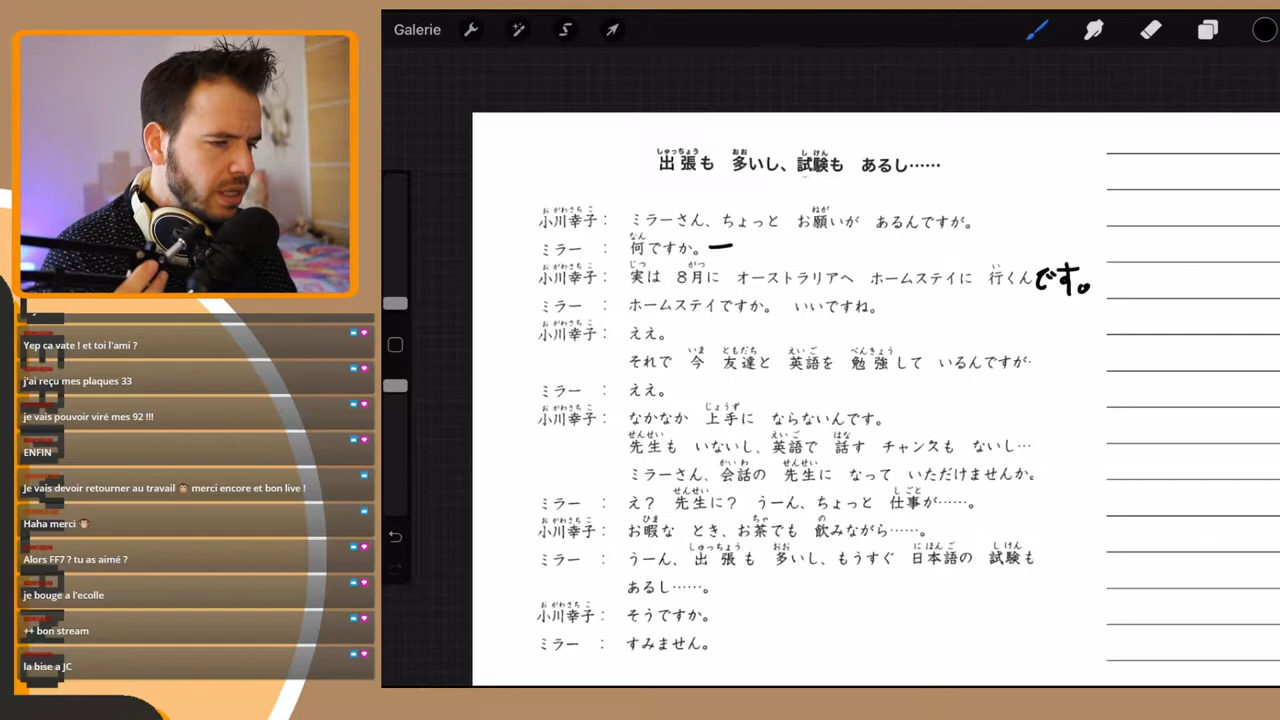 Galerie
出張も 多いし、試験も あるし……
小川幸子： ミラーさん、ちょっと お願いが あるんですが。
ミラー ： 何ですか。
小川幸子： 実は 8月に オーストラリアへ ホームステイに 行くんです。
ミラー ： ホームステイですか。 いいですね。
小川幸子： ええ。
それで 今 友達と 英語を 勉強して いるんですが…
ミラー ： ええ。
小川幸子： なかなか 上手に ならないんです。
先生も いないし、英語で 話す チャンスも ないし…
ミラーさん、会話の 先生に なって いただけませんか。
ミラー ： え? 先生に? うーん、ちょっと 仕事が……。
小川幸子： お暇な とき、お茶でも 飲みながら……。
ミラー ： うーん、出張も 多いし、もうすぐ 日本語の 試験も
あるし……。
小川幸子： そうですか。
ミラー ： すみません。
Yep ça vate ! et toi l'ami ?
j'ai reçu mes plaques 33
je vais pouvoir viré mes 92 !!!
ENFIN
Je vais devoir retourner au travail merci encore et bon live !
Haha merci
Alors FF7 ? tu as aimé ?
je bouge a l'ecolle
++ bon stream
la bise a JC